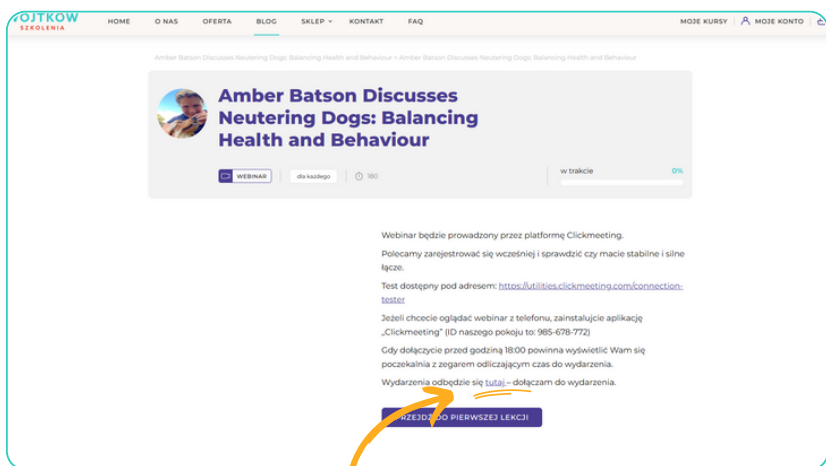 WOJTKÓW
SZKOLENIA
HOME O NAS OFERTA BLOG SKLEP KONTAKT FAQ MOJE KURSY MOJE KONTO
Amber Batson Discusses Neutering Dogs: Balancing Health and Behaviour > Amber Batson Discusses Neutering Dogs: Balancing Health and Behaviour
Amber Batson Discusses
Neutering Dogs: Balancing
Health and Behaviour
WEBINAR dla każdego 180
w trakcie 0%
Webinar będzie prowadzony przez platformę Clickmeeting.
Polecamy zarejestrować się wcześniej i sprawdzić czy macie stabilne i silne
łącze.
Test dostępny pod adresem: https://utilities.clickmeeting.com/connection-
tester
Jeżeli chcecie oglądać webinar z telefonu, zainstalujcie aplikację
„Clickmeeting” (ID naszego pokoju to: 985-678-772)
Gdy dołączycie przed godziną 18:00 powinna wyświetlić Wam się
poczekalnia z zegarem odliczającym czas do wydarzenia.
Wydarzenia odbędzie się tutaj – dołączam do wydarzenia.
PRZEJDŹ DO PIERWSZEJ LEKCJI